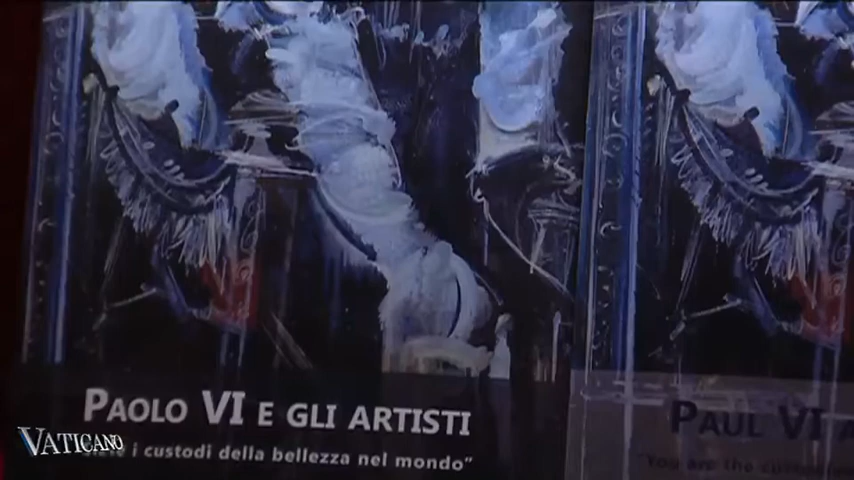 PAOLO VI E GLI ARTISTI
i custodi della bellezza nel mondo"
PAUL VI A
"You are the
VATICANO